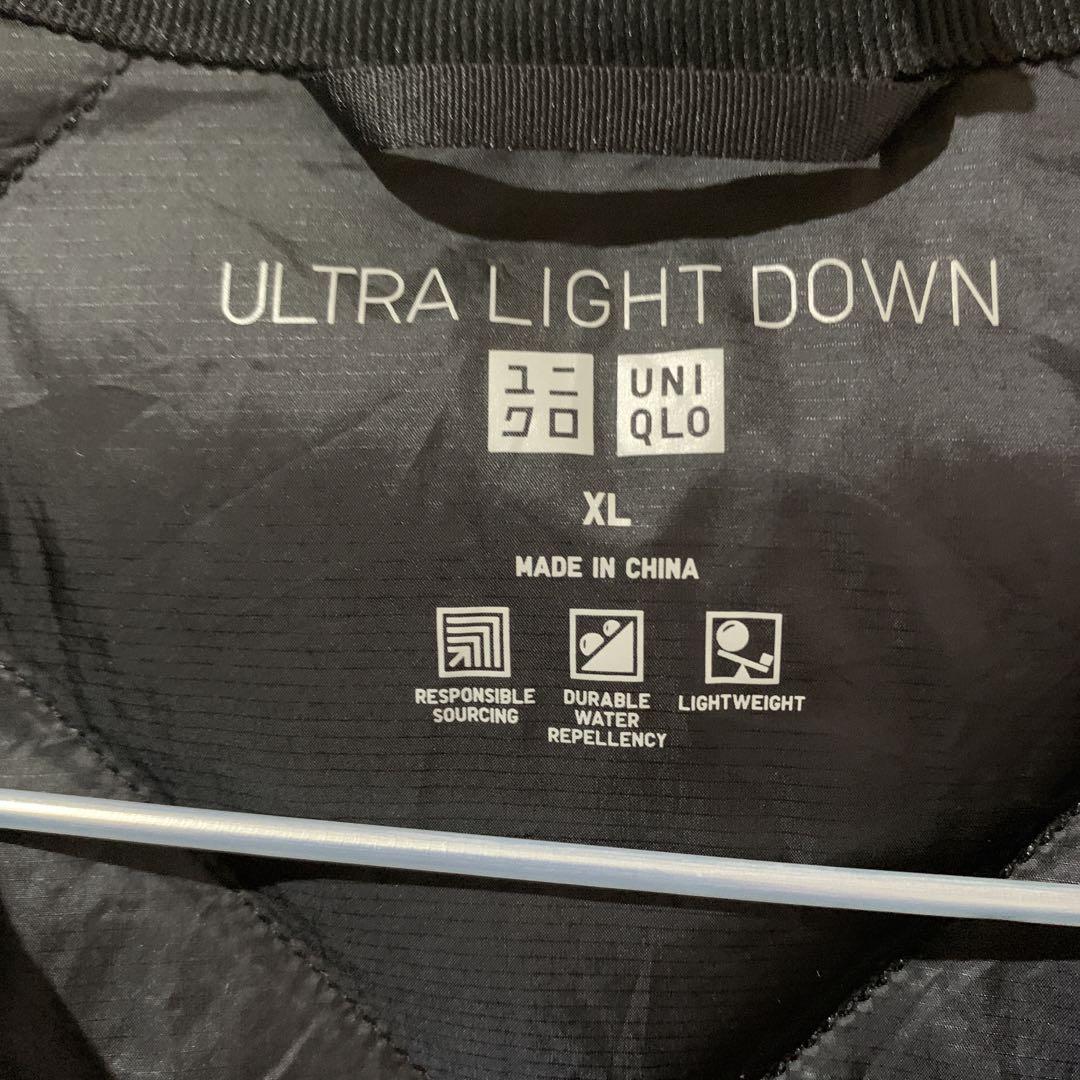 ULTRA LIGHT DOWN
ユニ
クロ
UNI
QLO
XL
MADE IN CHINA
RESPONSIBLE
SOURCING
DURABLE
WATER
REPELLENCY
LIGHTWEIGHT